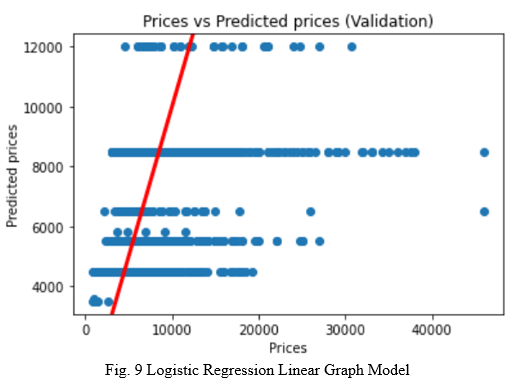 Prices vs Predicted prices (Validation)
12000
10000
8000
6000
4000
Predicted prices
0 10000 20000 30000 40000
Prices
Fig. 9 Logistic Regression Linear Graph Model